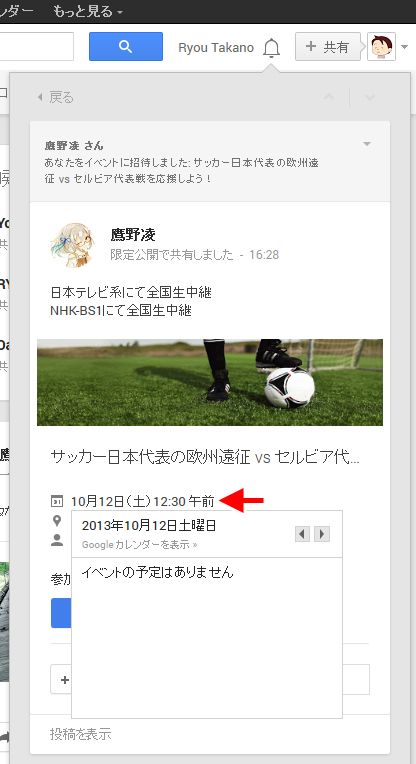 ンダー もっと見る
Ryou Takano
+ 共有
戻る
鷹野凌 さん
あなたをイベントに招待しました: サッカー日本代表の欧州遠
征 vs セルビア代表戦を応援しよう！
鷹野凌
限定公開で共有しました - 16:28
日本テレビ系にて全国生中継
NHK-BS1にて全国生中継
サッカー日本代表の欧州遠征 vs セルビア代...
31
10月12日（土）12:30 午前
2013年10月12日土曜日
Google カレンダーを表示 »
イベントの予定はありません
参加
+
投稿を表示